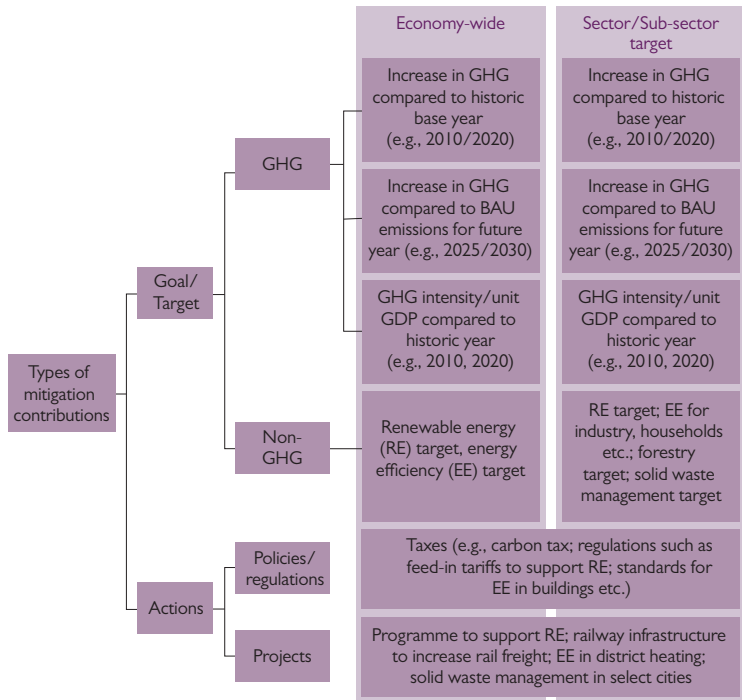 Economy-wide
Sector/Sub-sector
target
Increase in GHG
compared to historic
base year
(e.g., 2010/2020)
Increase in GHG
compared to historic
base year
(e.g., 2010/2020)
GHG
Increase in GHG
compared to BAU
emissions for future
year (e.g., 2025/2030)
Increase in GHG
compared to BAU
emissions for future
year (e.g., 2025/2030)
Goal/
Target
GHG intensity/unit
GDP compared to
historic year
(e.g., 2010, 2020)
GHG intensity/unit
GDP compared to
historic year
(e.g., 2010, 2020)
Types of
mitigation
contributions
Non-
GHG
Renewable energy
(RE) target, energy
efficiency (EE) target
RE target; EE for
industry, households
etc.; forestry
target; solid waste
management target
Policies/
regulations
Taxes (e.g., carbon tax; regulations such as
feed-in tariffs to support RE; standards for
EE in buildings etc.)
Actions
Projects
Programme to support RE; railway infrastructure
to increase rail freight; EE in district heating;
solid waste management in select cities